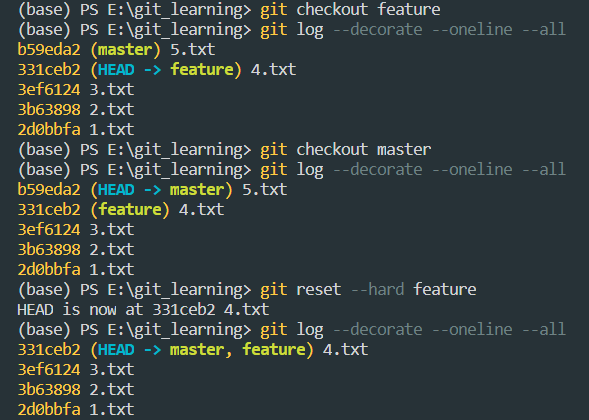 (base) PS E:\git_learning> git checkout feature
(base) PS E:\git_learning> git log --decorate --oneline --all
b59eda2 (master) 5.txt
331ceb2 (HEAD -> feature) 4.txt
3ef6124 3.txt
3b63898 2.txt
2d0bbfa 1.txt
(base) PS E:\git_learning> git checkout master
(base) PS E:\git_learning> git log --decorate --oneline --all
b59eda2 (HEAD -> master) 5.txt
331ceb2 (feature) 4.txt
3ef6124 3.txt
3b63898 2.txt
2d0bbfa 1.txt
(base) PS E:\git_learning> git reset --hard feature
HEAD is now at 331ceb2 4.txt
(base) PS E:\git_learning> git log --decorate --oneline --all
331ceb2 (HEAD -> master, feature) 4.txt
3ef6124 3.txt
3b63898 2.txt
2d0bbfa 1.txt